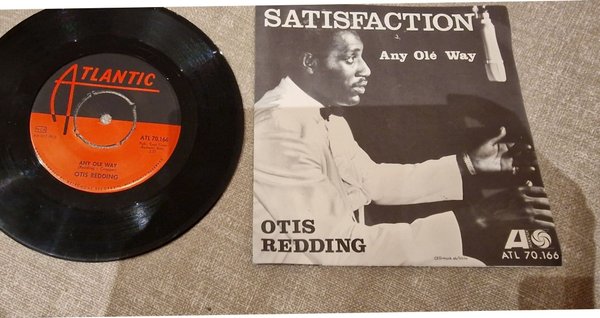 ATLANTIC
ATL 70.166
ANY OLE WAY
OTIS REDDING
SATISFACTION
Any Olé Way
OTIS
REDDING
A
ATL 70.166